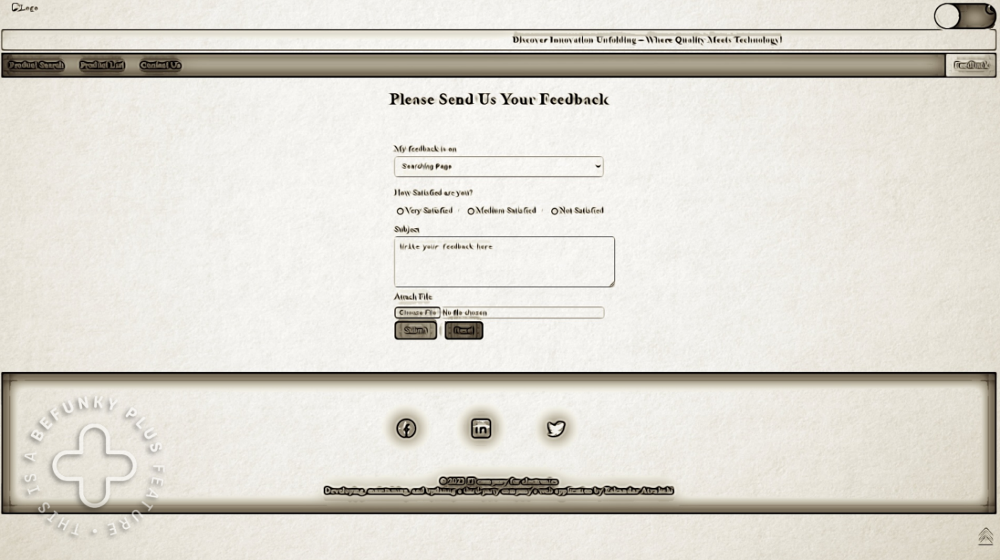 Logo
Discover Innovation Unfolding – Where Quality Meets Technology!
Product Search Product List Contact Us Feedback
Please Send Us Your Feedback
My feedback is on
Searching Page
How Satisfied are you?
Very Satisfied Medium Satisfied Not Satisfied
Subject
Write your feedback here
Attach File
Choose File No file chosen
Submit Reset
THIS IS A BEFUNKY PLUS FEATURE •
© 2023 company for electronics
Developing, maintaining, and updating a third-party company's web application by